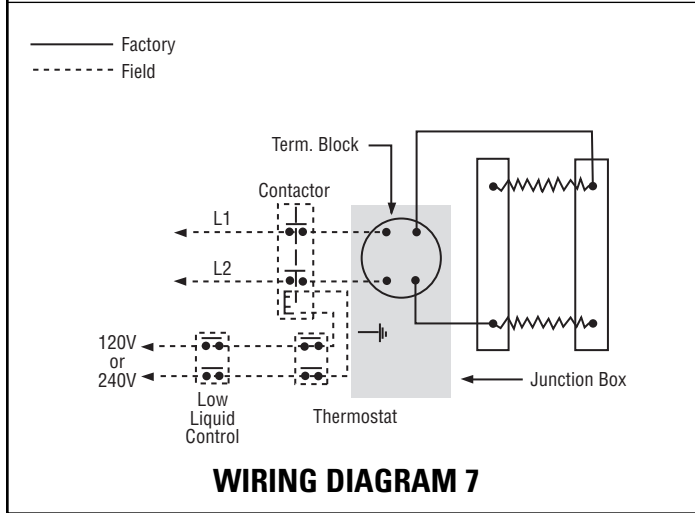 Factory
Field
Term. Block
Contactor
L1
L2
120V
or
240V
Low
Liquid
Control
Thermostat
Junction Box
WIRING DIAGRAM 7